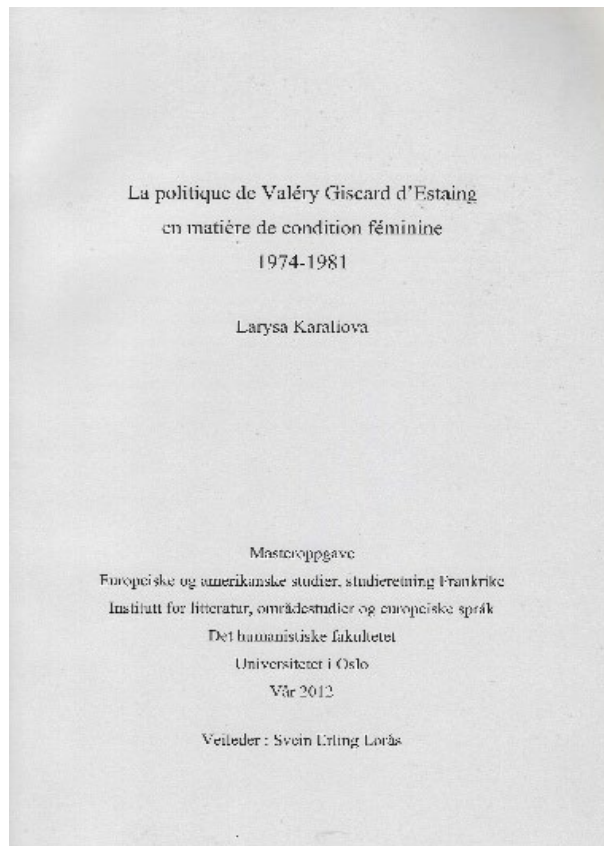 La politique de Valéry Giscard d'Estaing
en matière de condition féminine
1974-1981
Larysa Karaliova
Masteroppgave
Europeiske og amerikanske studier, studieretning Frankrike
Institutt for litteratur, områdestudier og europeiske språk
Det humanistiske fakultetet
Universitetet i Oslo
Vår 2012
Veileder : Svein Erling Lorås